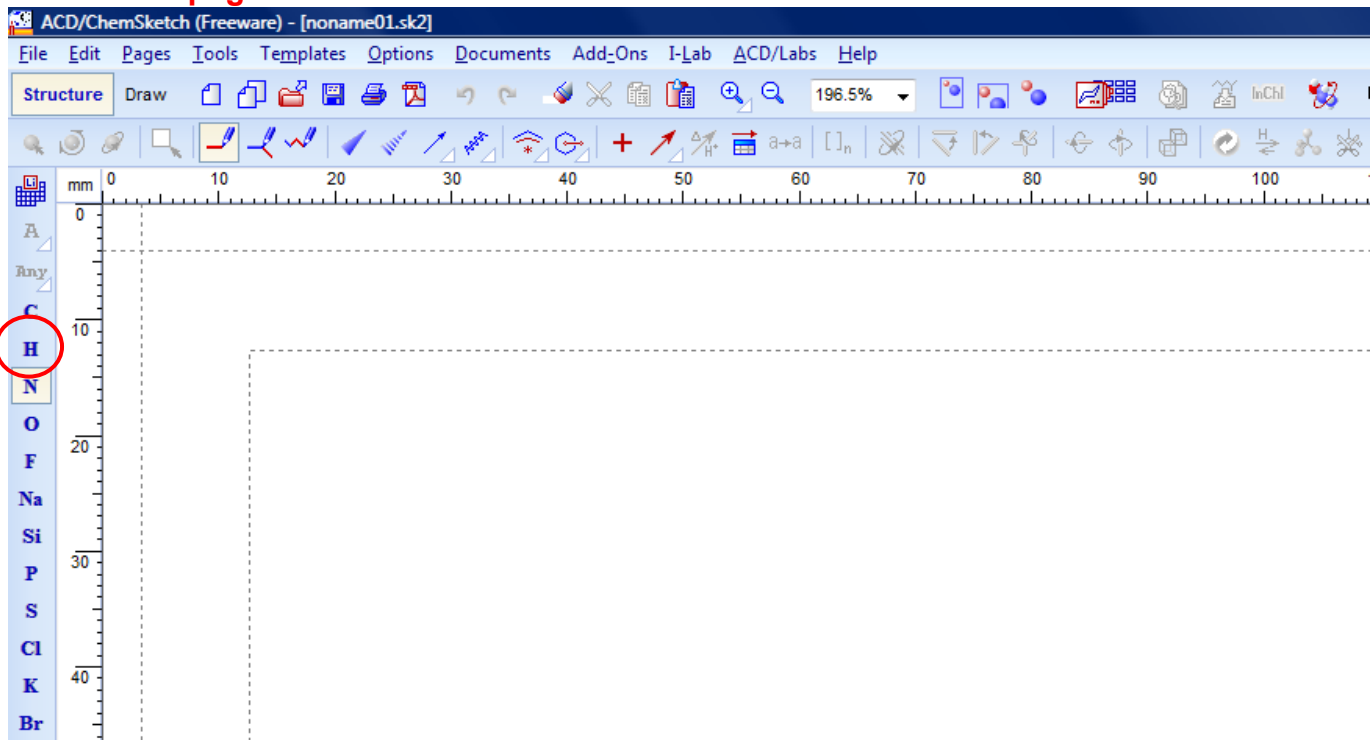 ACD/ChemSketch (Freeware) - [noname01.sk2]
File Edit Pages Tools Templates Options Documents Add-Ons I-Lab ACD/Labs Help
Structure Draw 196.5% InChI
a→a []n H
mm 0 10 20 30 40 50 60 70 80 90 100
Li
0
A
Any
C
10
H
N
O
20
F
Na
Si
30
P
S
Cl
40
K
Br